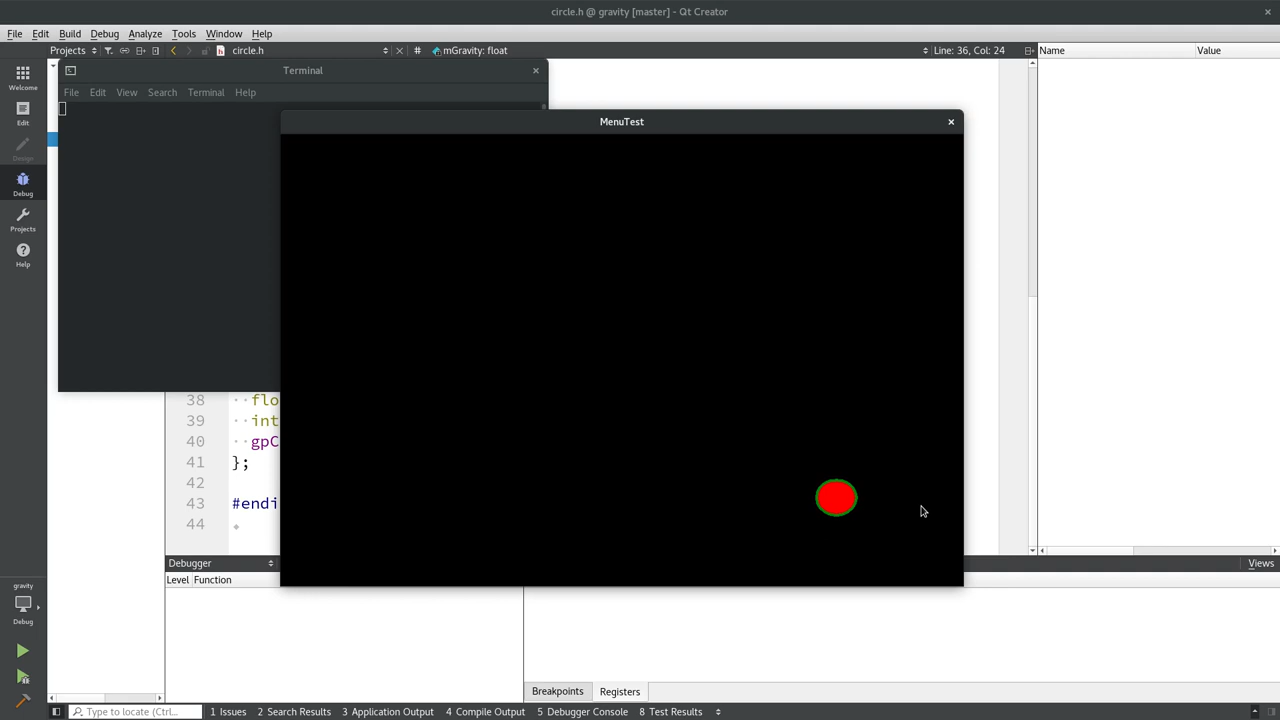 circle.h @ gravity [master] - Qt Creator
File Edit Build Debug Analyze Tools Window Help
Projects circle.h # mGravity: float Line: 36, Col: 24 Name Value
Terminal
File Edit View Search Terminal Help
MenuTest
Welcome
Edit
Design
Debug
Projects
Help
38 flo
39 int
40 gpC
41 };
42
43 #endi
44
Debugger Views
Level Function
gravity
Debug
Breakpoints Registers
Type to locate (Ctrl... 1 Issues 2 Search Results 3 Application Output 4 Compile Output 5 Debugger Console 8 Test Results